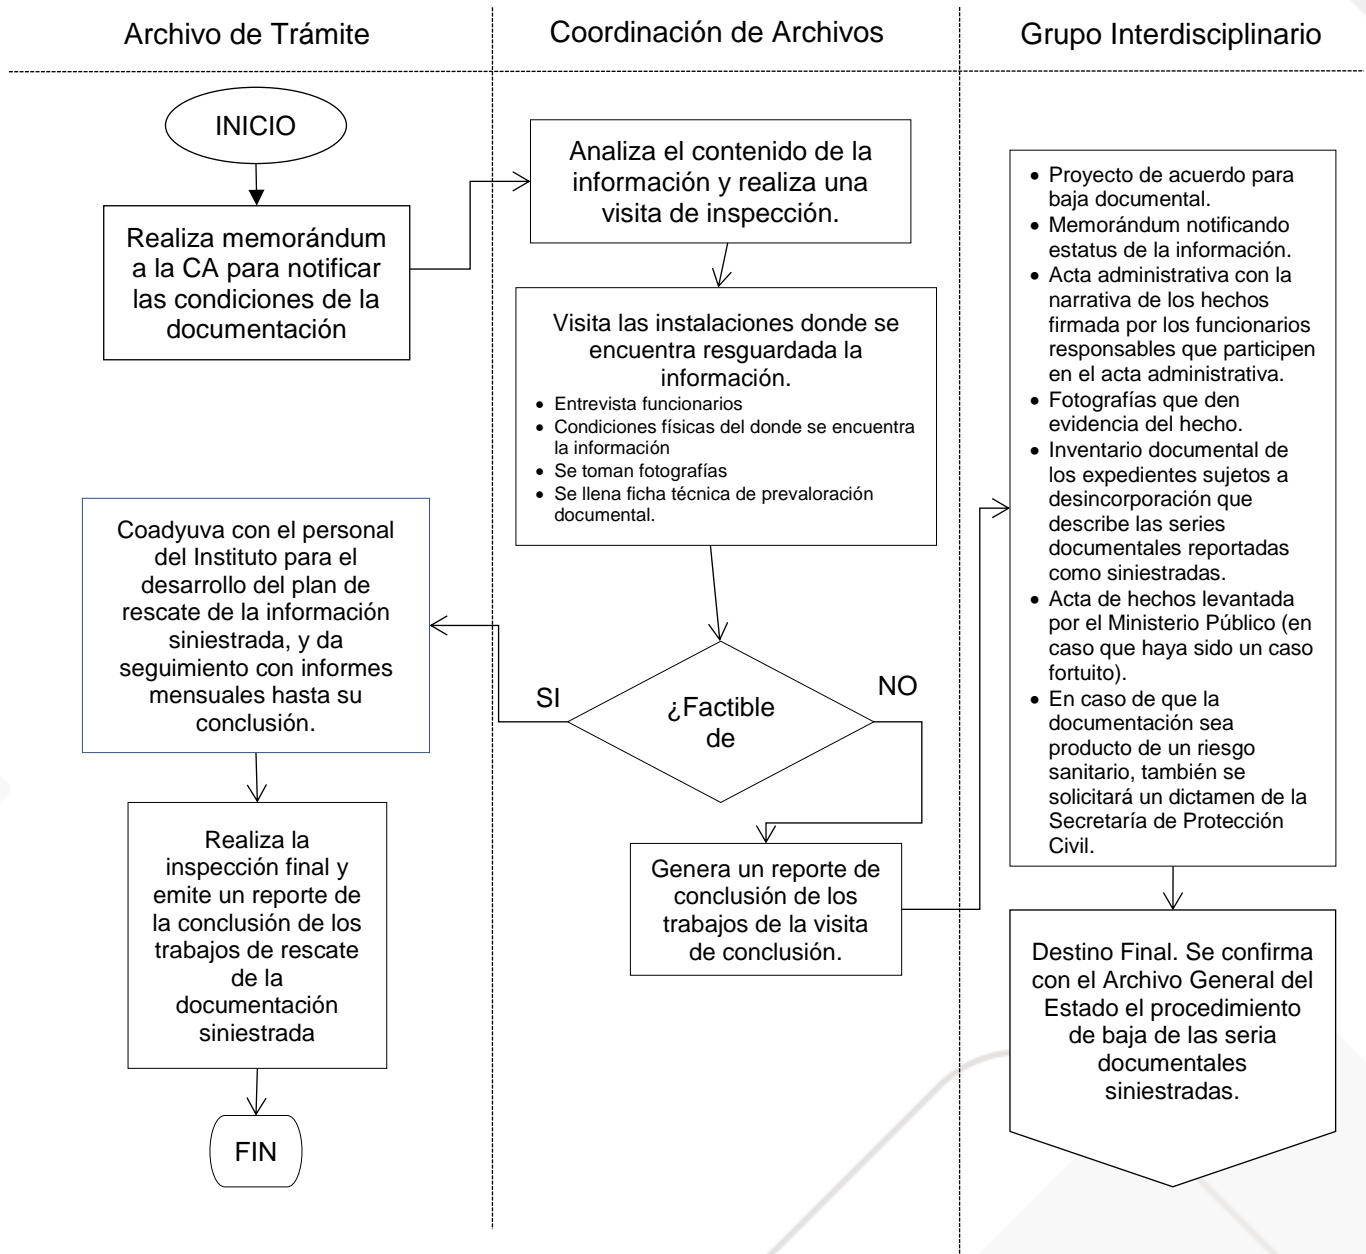 Archivo de Trámite
Coordinación de Archivos
Grupo Interdisciplinario
INICIO
Realiza memorándum
a la CA para notificar
las condiciones de la
documentación
Analiza el contenido de la
información y realiza una
visita de inspección.
Visita las instalaciones donde se
encuentra resguardada la
información.
• Entrevista funcionarios
• Condiciones físicas del donde se encuentra
la información
• Se toman fotografías
• Se llena ficha técnica de prevaloración
documental.
¿Factible
de
SI
NO
Coadyuva con el personal
del Instituto para el
desarrollo del plan de
rescate de la información
siniestrada, y da
seguimiento con informes
mensuales hasta su
conclusión.
Realiza la
inspección final y
emite un reporte de
la conclusión de los
trabajos de rescate
de la
documentación
siniestrada
FIN
Genera un reporte de
conclusión de los
trabajos de la visita
de conclusión.
• Proyecto de acuerdo para
baja documental.
• Memorándum notificando
estatus de la información.
• Acta administrativa con la
narrativa de los hechos
firmada por los funcionarios
responsables que participen
en el acta administrativa.
• Fotografías que den
evidencia del hecho.
• Inventario documental de
los expedientes sujetos a
desincorporación que
describe las series
documentales reportadas
como siniestradas.
• Acta de hechos levantada
por el Ministerio Público (en
caso que haya sido un caso
fortuito).
• En caso de que la
documentación sea
producto de un riesgo
sanitario, también se
solicitará un dictamen de la
Secretaría de Protección
Civil.
Destino Final. Se confirma
con el Archivo General del
Estado el procedimiento
de baja de las seria
documentales
siniestradas.